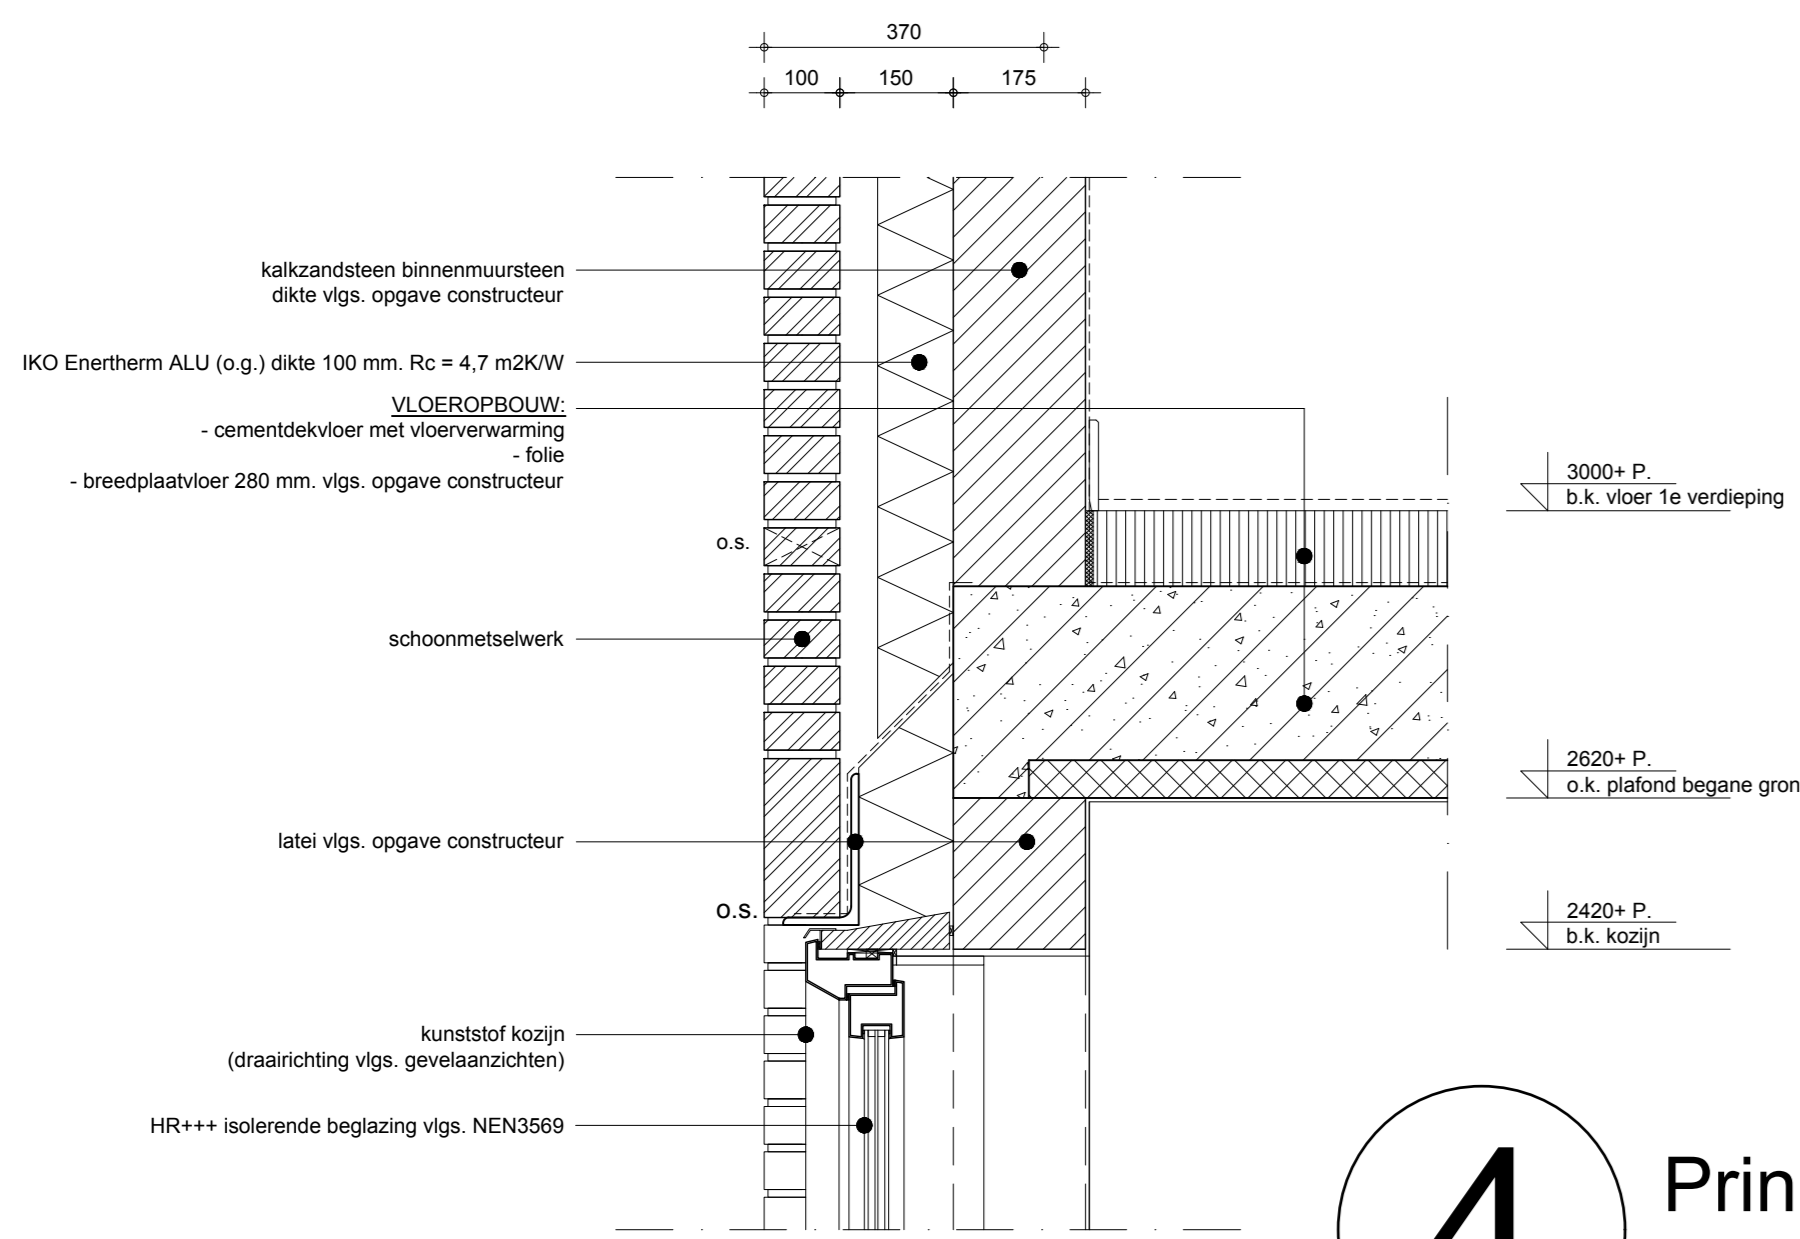 370
100
150
175
kalkzandsteen binnenmuursteen
dikte vlgs. opgave constructeur
IKO Enertherm ALU (o.g.) dikte 100 mm. Rc = 4,7 m2K/W
VLOEROPBOUW:
- cementdekvloer met vloerverwarming
- folie
- breedplaatvloer 280 mm. vlgs. opgave constructeur
3000+ P.
b.k. vloer 1e verdieping
o.s.
schoonmetselwerk
2620+ P.
o.k. plafond begane gron
latei vlgs. opgave constructeur
o.s.
2420+ P.
b.k. kozijn
kunststof kozijn
(draairichting vlgs. gevelaanzichten)
HR+++ isolerende beglazing vlgs. NEN3569
4
Prin